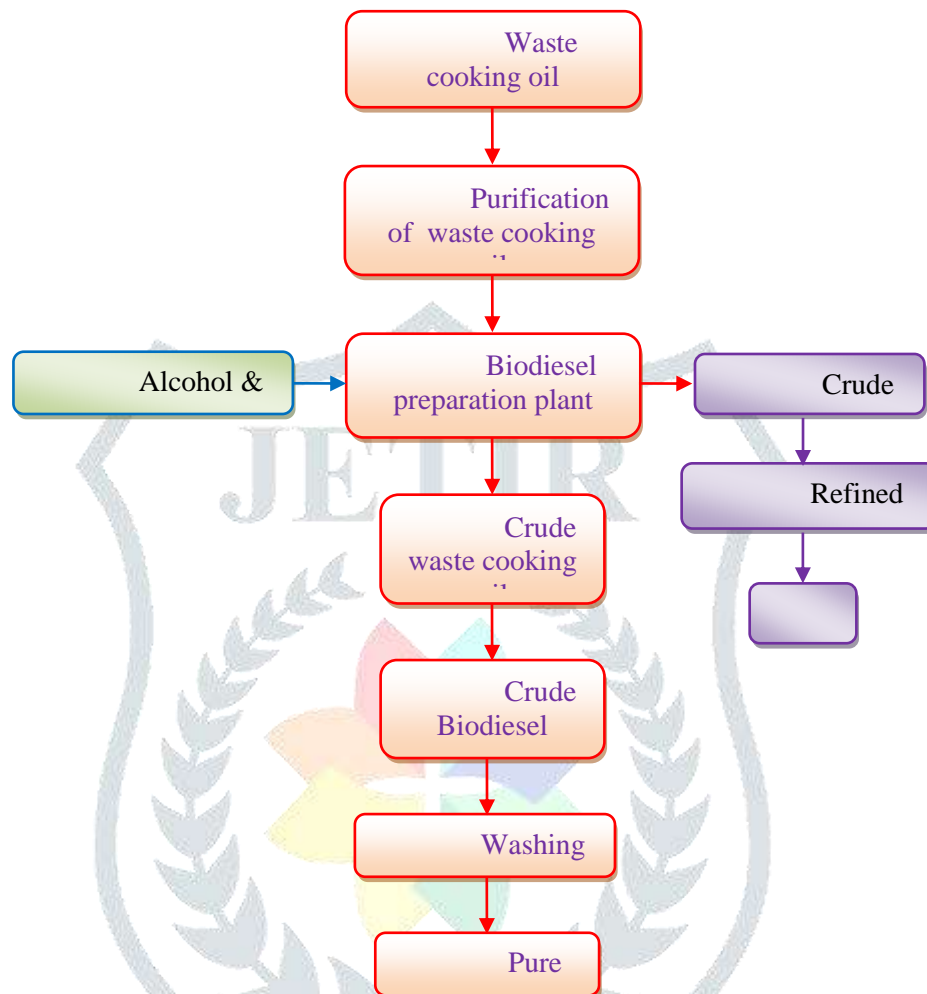 Waste
cooking oil
Purification
of waste cooking
Alcohol &
Biodiesel
preparation plant
Crude
JETIR
Refined
Crude
waste cooking
Crude
Biodiesel
Washing
Pure